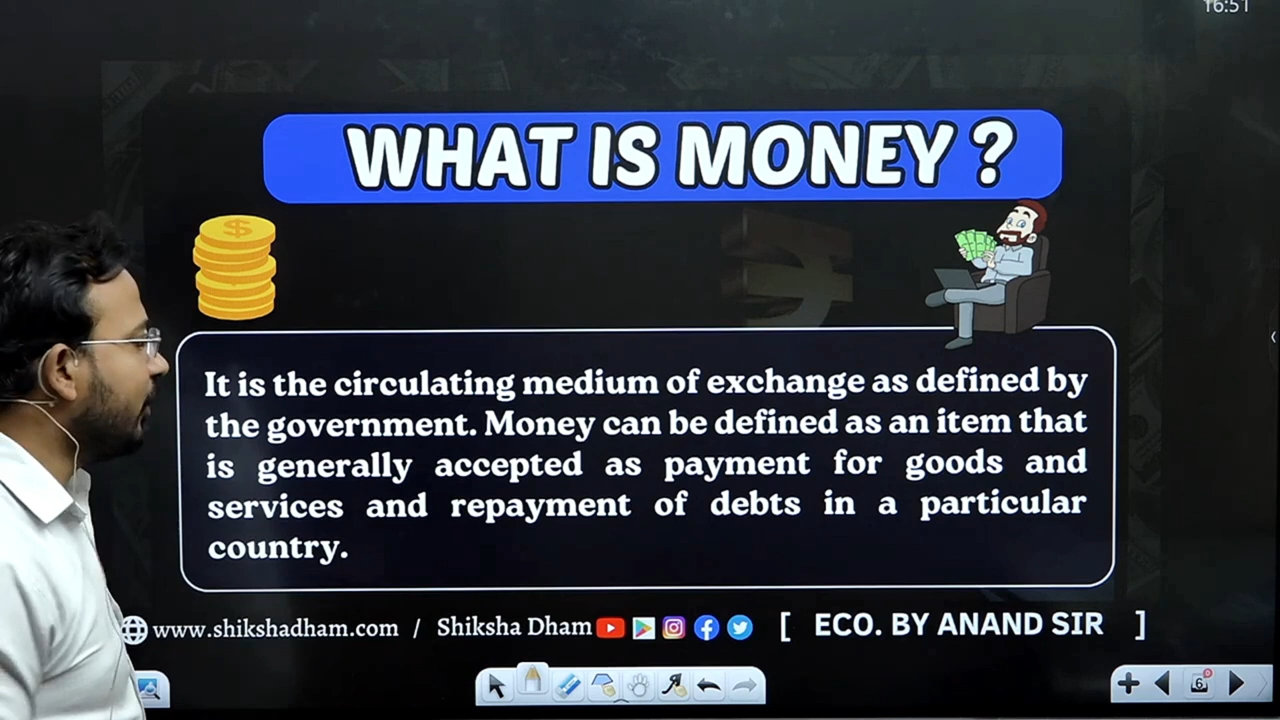 16:51
WHAT IS MONEY ?
$
It is the circulating medium of exchange as defined by
the government. Money can be defined as an item that
is generally accepted as payment for goods and
services and repayment of debts in a particular
country.
www.shikshadham.com / Shiksha Dham [ ECO. BY ANAND SIR ]
6